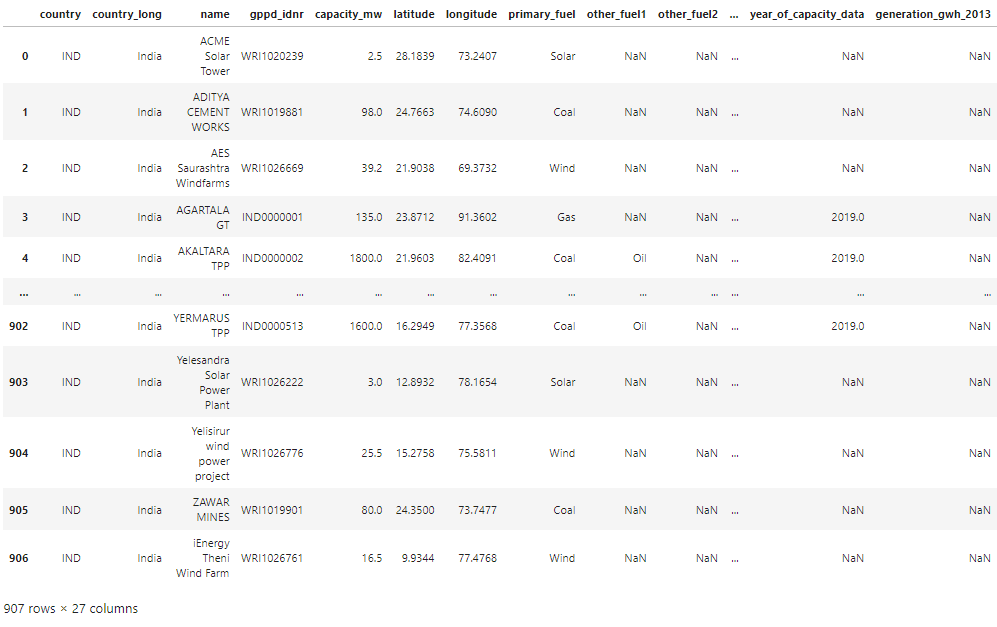 country country_long name gppd_idnr capacity_mw latitude longitude primary_fuel other_fuel1 other_fuel2 ... year_of_capacity_data generation_gwh_2013
0 IND India ACME Solar Tower WRI1020239 2.5 28.1839 73.2407 Solar NaN NaN ... NaN NaN
1 IND India ADITYA CEMENT WORKS WRI1019881 98.0 24.7663 74.6090 Coal NaN NaN ... NaN NaN
2 IND India AES Saurashtra Windfarms WRI1026669 39.2 21.9038 69.3732 Wind NaN NaN ... NaN NaN
3 IND India AGARTALA GT IND0000001 135.0 23.8712 91.3602 Gas NaN NaN ... 2019.0 NaN
4 IND India AKALTARA TPP IND0000002 1800.0 21.9603 82.4091 Coal Oil NaN ... 2019.0 NaN
... ... ... ... ... ... ... ... ... ... ... ... ... ...
902 IND India YERMARUS TPP IND0000513 1600.0 16.2949 77.3568 Coal Oil NaN ... 2019.0 NaN
903 IND India Yelesandra Solar Power Plant WRI1026222 3.0 12.8932 78.1654 Solar NaN NaN ... NaN NaN
904 IND India Yelisirur wind power project WRI1026776 25.5 15.2758 75.5811 Wind NaN NaN ... NaN NaN
905 IND India ZAWAR MINES WRI1019901 80.0 24.3500 73.7477 Coal NaN NaN ... NaN NaN
906 IND India iEnergy Theni Wind Farm WRI1026761 16.5 9.9344 77.4768 Wind NaN NaN ... NaN NaN
907 rows × 27 columns